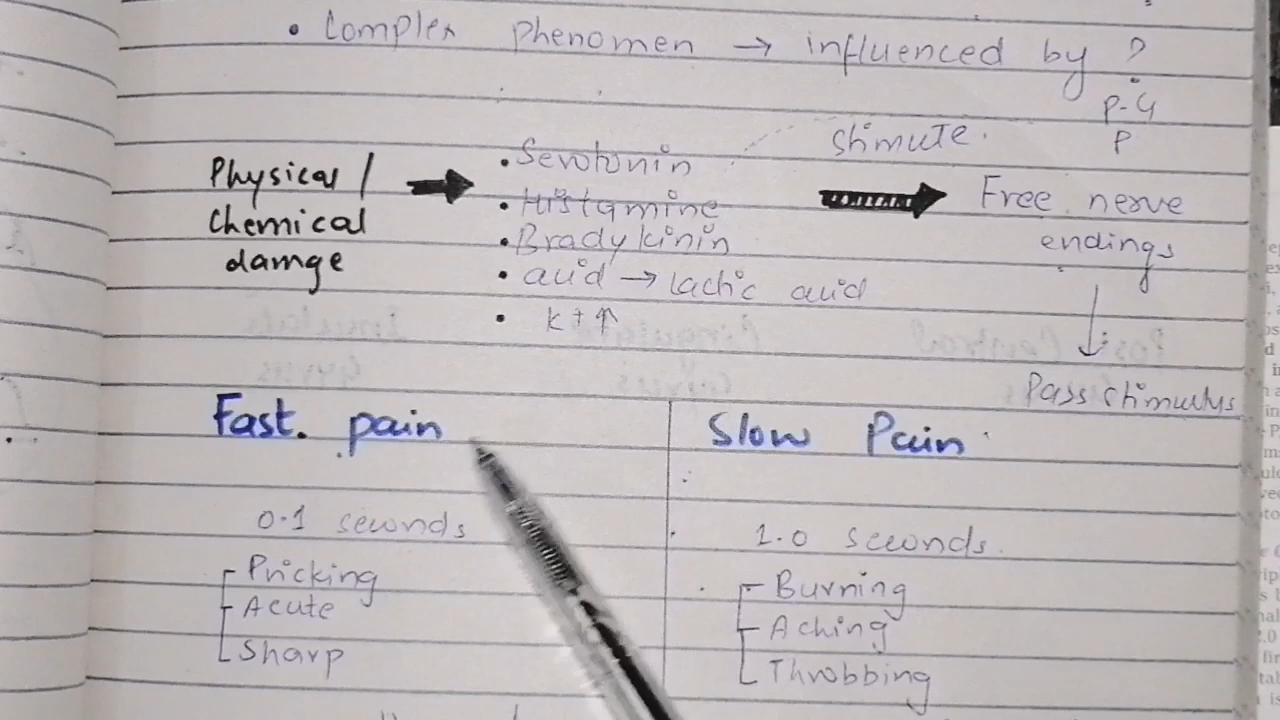 • Complex phenomen → influenced by ?
P-G
P
Physical / chemical damge
• Serotonin
• Histamine
• Bradykinin
• acid → lactic acid
• K+ ↑
stimute.
Free nerve endings
Pass stimulus
Fast. pain
0.1 seconds
Pricking
Acute
Sharp
Slow Pain
1.0 seconds.
Burning
Aching
Throbbing